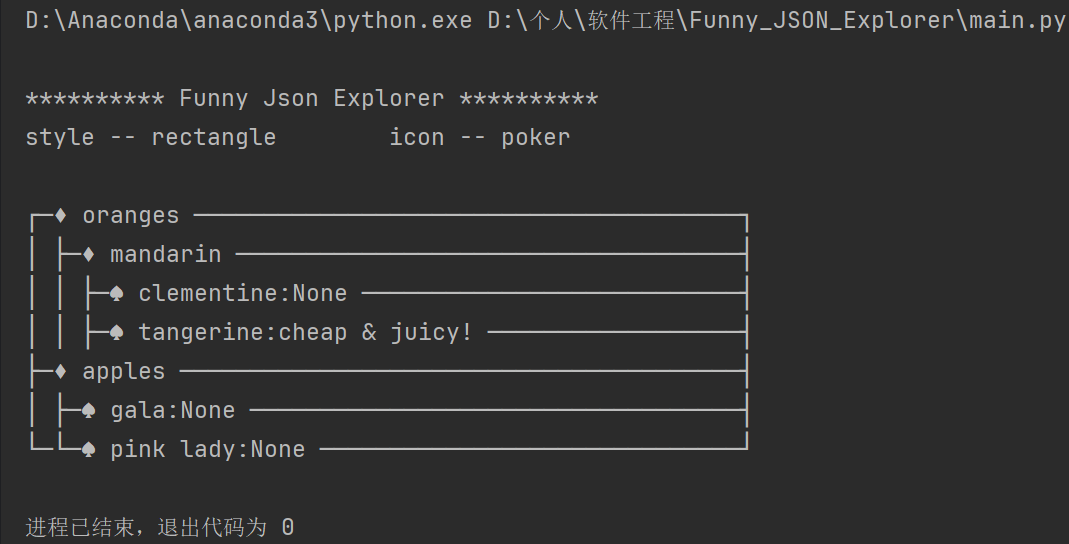 D:\Anaconda\anaconda3\python.exe D:\个人\软件工程\Funny_JSON_Explorer\main.py
********** Funny Json Explorer **********
style -- rectangle        icon -- poker
┌─♦ oranges ───────────────────────────────────────┐
│ ├─♦ mandarin ────────────────────────────────────┤
│ │ ├─♠ clementine:None ───────────────────────────┤
│ │ ├─♠ tangerine:cheap & juicy! ──────────────────┤
├─♦ apples ────────────────────────────────────────┤
│ ├─♠ gala:None ───────────────────────────────────┤
└─└─♠ pink lady:None ──────────────────────────────┘
进程已结束，退出代码为 0